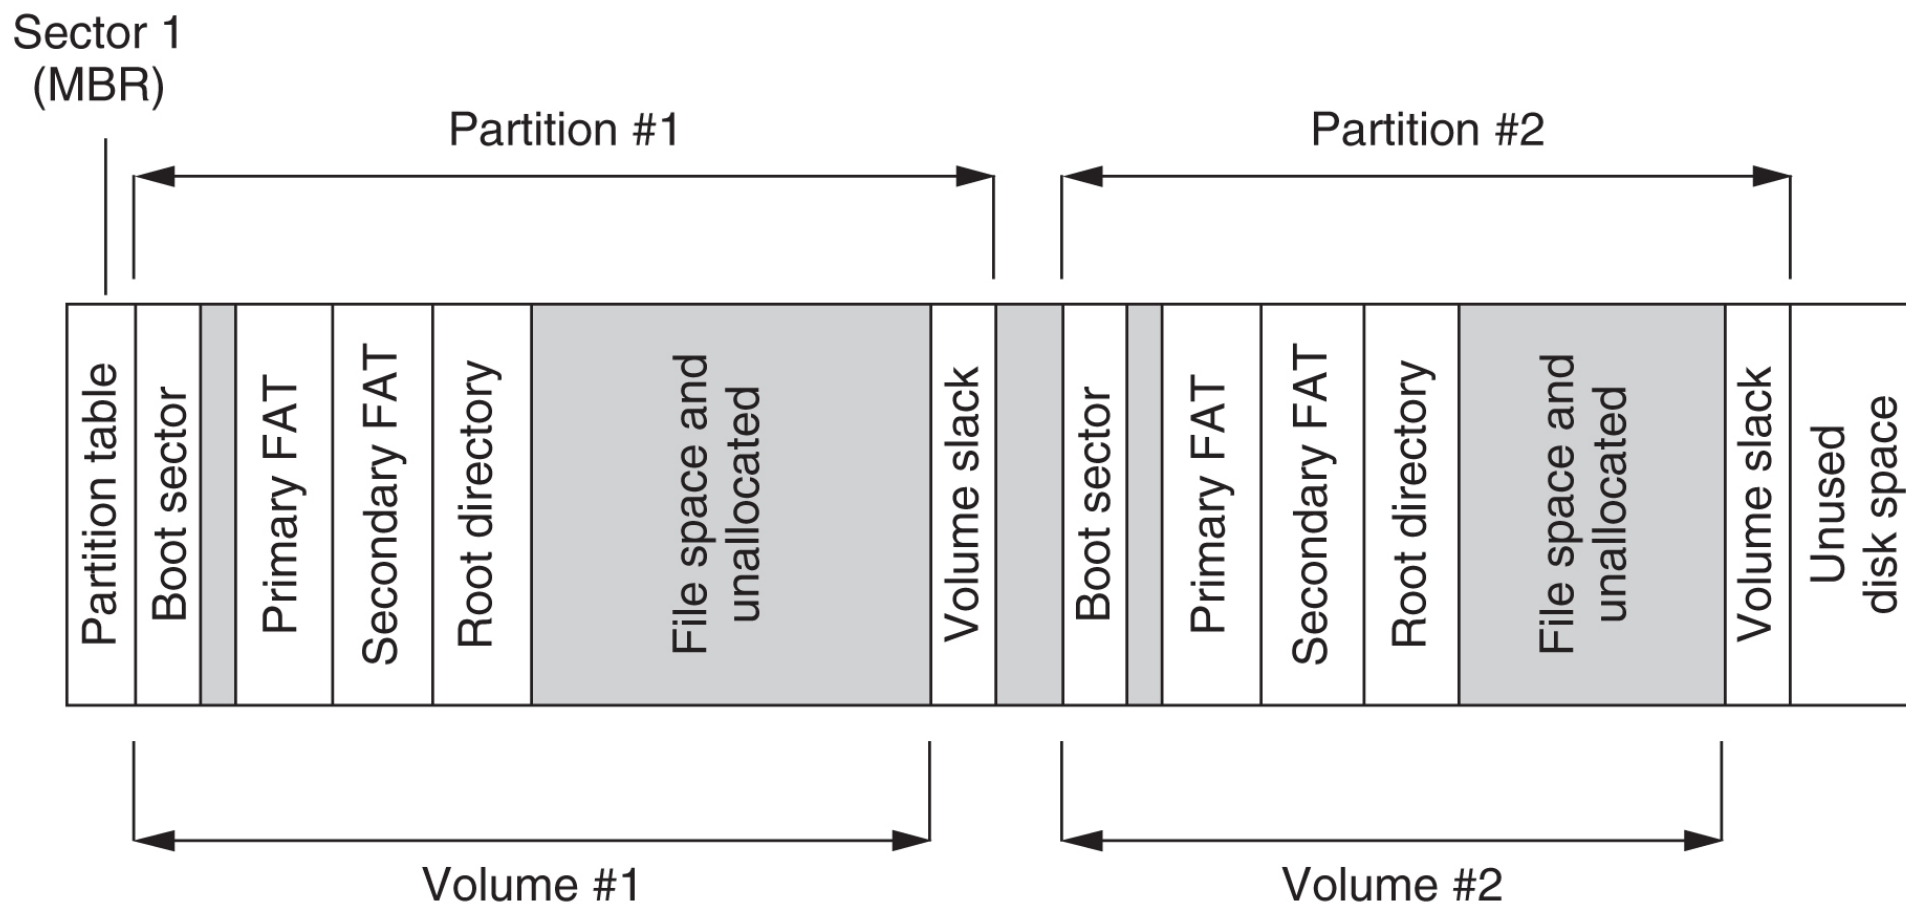 Sector 1
(MBR)
Partition #1
Partition #2
Partition table
Boot sector
Primary FAT
Secondary FAT
Root directory
File space and
unallocated
Volume slack
Boot sector
Primary FAT
Secondary FAT
Root directory
File space and
unallocated
Volume slack
Unused
disk space
Volume #1
Volume #2